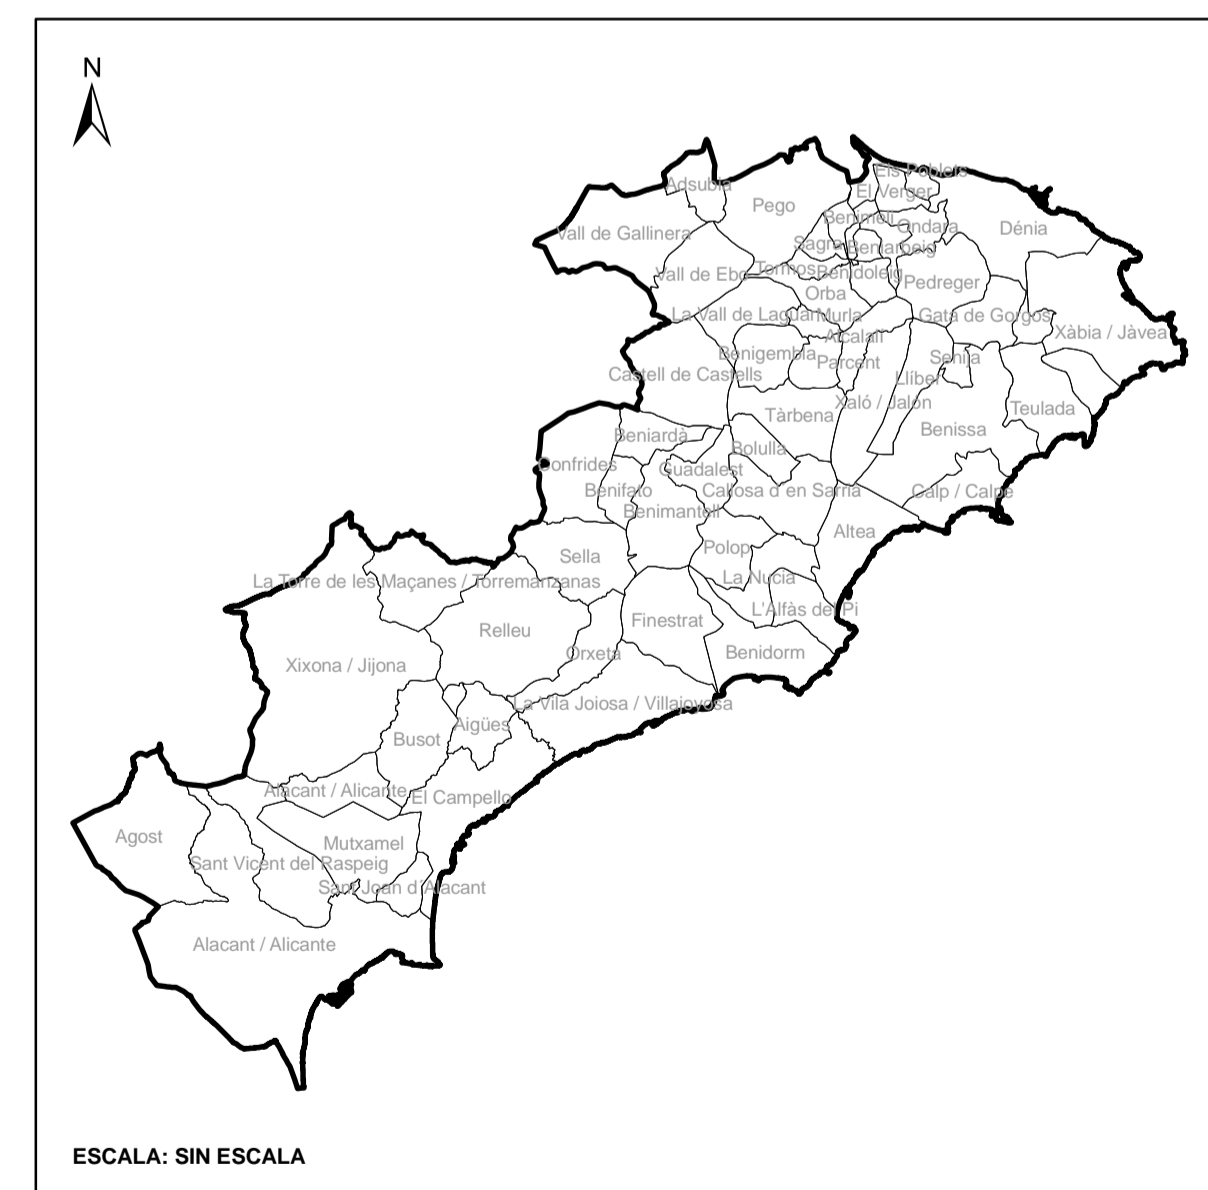 N
Els Poblets
Adsubia
El Verger
Pego
Benimeli
Ondara
Dénia
Vall de Gallinera
Sagra
Beniarbeig
Vall de Ebo
Tormos
Benidoleig
Pedreger
Orba
La Vall de Laguar
Murla
Gata de Gorgos
Xàbia / Jàvea
Alcalalí
Benigembla
Parcent
Senija
Castell de Castells
Llíber
Xaló / Jalón
Teulada
Tàrbena
Benissa
Beniardà
Bolulla
Confrides
Guadalest
Benifato
Callosa d´en Sarrià
Calp / Calpe
Benimantell
Altea
Polop
Sella
La Nucia
La Torre de les Maçanes / Torremanzanas
L'Alfàs del Pi
Finestrat
Relleu
Orxeta
Benidorm
Xixona / Jijona
La Vila Joiosa / Villajoyosa
Aigües
Busot
Alacant / Alicante
El Campello
Agost
Mutxamel
Sant Vicent del Raspeig
Sant Joan d´Alacant
Alacant / Alicante
ESCALA: SIN ESCALA